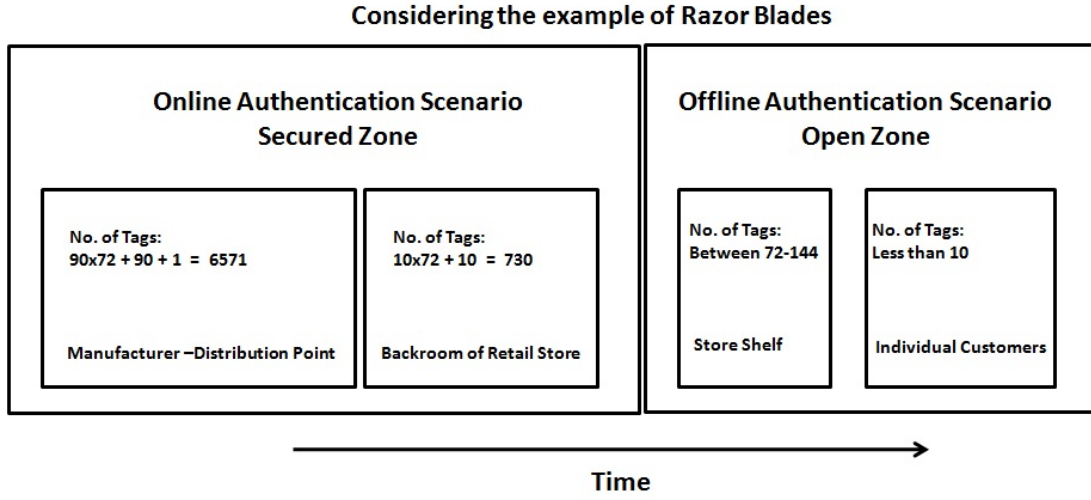 Considering the example of Razor Blades
Online Authentication Scenario
Secured Zone
No. of Tags:
90x72 + 90 + 1 = 6571
Manufacturer –Distribution Point
No. of Tags:
10x72 + 10 = 730
Backroom of Retail Store
Offline Authentication Scenario
Open Zone
No. of Tags:
Between 72-144
Store Shelf
No. of Tags:
Less than 10
Individual Customers
Time